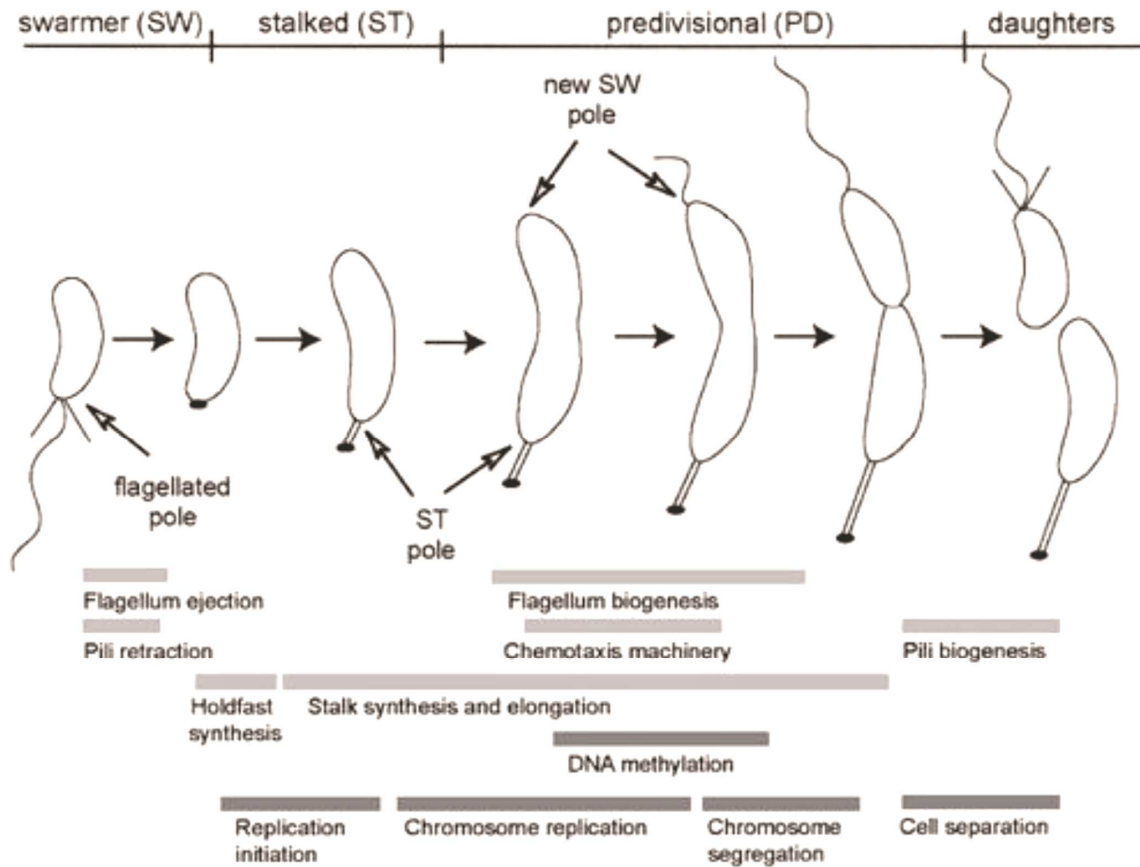 swarmer (SW)
stalked (ST)
predivisional (PD)
daughters
new SW
pole
flagellated
pole
ST
pole
Flagellum ejection
Flagellum biogenesis
Pili retraction
Chemotaxis machinery
Pili biogenesis
Holdfast
synthesis
Stalk synthesis and elongation
DNA methylation
Replication
initiation
Chromosome replication
Chromosome
segregation
Cell separation